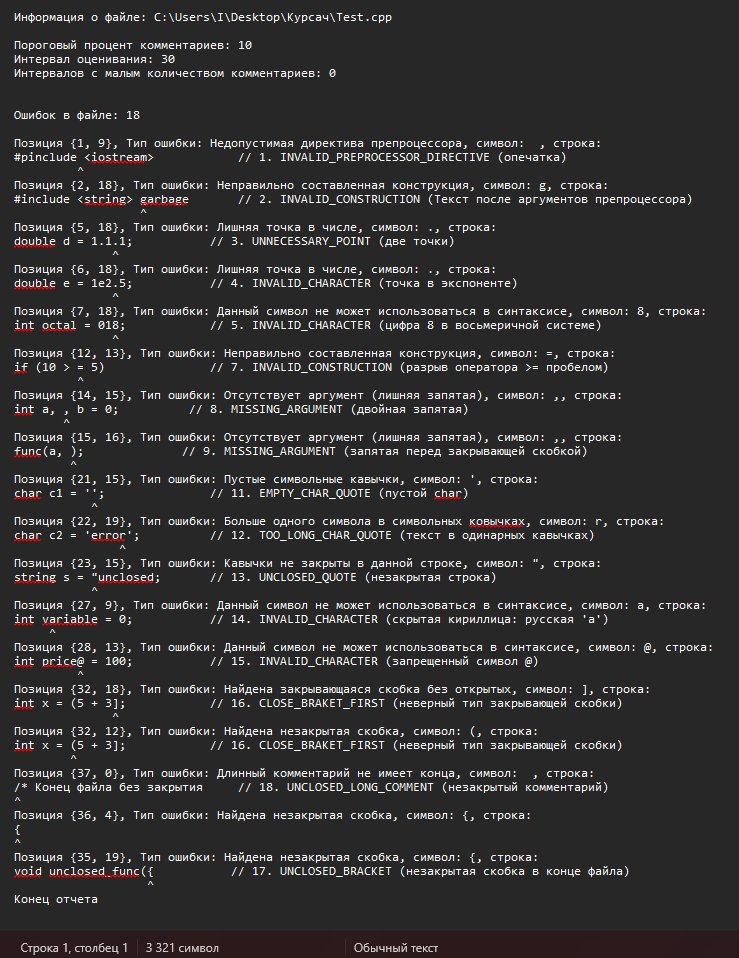 Информация о файле: C:\Users\I\Desktop\Курсач\Test.cpp
Пороговый процент комментариев: 10
Интервал оценивания: 30
Интервалов с малым количеством комментариев: 0
Ошибок в файле: 18
Позиция {1, 9}, Тип ошибки: Недопустимая директива препроцессора, символ:  , строка:
#pinclude <iostream>            // 1. INVALID_PREPROCESSOR_DIRECTIVE (опечатка)
         ^
Позиция {2, 18}, Тип ошибки: Неправильно составленная конструкция, символ: g, строка:
#include <string> garbage       // 2. INVALID_CONSTRUCTION (Текст после аргументов препроцессора)
                  ^
Позиция {5, 18}, Тип ошибки: Лишняя точка в числе, символ: ., строка:
double d = 1.1.1;           // 3. UNNECESSARY_POINT (две точки)
              ^
Позиция {6, 18}, Тип ошибки: Лишняя точка в числе, символ: ., строка:
double e = 1e2.5;           // 4. INVALID_CHARACTER (точка в экспоненте)
              ^
Позиция {7, 18}, Тип ошибки: Данный символ не может использоваться в синтаксисе, символ: 8, строка:
int octal = 018;            // 5. INVALID_CHARACTER (цифра 8 в восьмеричной системе)
              ^
Позиция {12, 13}, Тип ошибки: Неправильно составленная конструкция, символ: =, строка:
if (10 > = 5)               // 7. INVALID_CONSTRUCTION (разрыв оператора >= пробелом)
         ^
Позиция {14, 15}, Тип ошибки: Отсутствует аргумент (лишняя запятая), символ: ,, строка:
int a, , b = 0;          // 8. MISSING_ARGUMENT (двойная запятая)
       ^
Позиция {15, 16}, Тип ошибки: Отсутствует аргумент (лишняя запятая), символ: ,, строка:
func(a, );              // 9. MISSING_ARGUMENT (запятая перед закрывающей скобкой)
        ^
Позиция {21, 15}, Тип ошибки: Пустые символьные кавычки, символ: ', строка:
char c1 = '';               // 11. EMPTY_CHAR_QUOTE (пустой char)
           ^
Позиция {22, 19}, Тип ошибки: Больше одного символа в символьных ковычках, символ: r, строка:
char c2 = 'error';          // 12. TOO_LONG_CHAR_QUOTE (текст в одинарных кавычках)
               ^
Позиция {23, 15}, Тип ошибки: Кавычки не закрыты в данной строке, символ: ", строка:
string s = "unclosed;       // 13. UNCLOSED_QUOTE (незакрытая строка)
           ^
Позиция {27, 9}, Тип ошибки: Данный символ не может использоваться в синтаксисе, символ: а, строка:
int vаriable = 0;           // 14. INVALID_CHARACTER (скрытая кириллица: русская 'а')
     ^
Позиция {28, 13}, Тип ошибки: Данный символ не может использоваться в синтаксисе, символ: @, строка:
int price@ = 100;           // 15. INVALID_CHARACTER (запрещенный символ @)
         ^
Позиция {32, 18}, Тип ошибки: Найдена закрывающаяся скобка без открытых, символ: ], строка:
int x = (5 + 3];            // 16. CLOSE_BRAKET_FIRST (неверный тип закрывающей скобки)
              ^
Позиция {32, 12}, Тип ошибки: Найдена незакрытая скобка, символ: (, строка:
int x = (5 + 3];            // 16. CLOSE_BRAKET_FIRST (неверный тип закрывающей скобки)
        ^
Позиция {37, 0}, Тип ошибки: Длинный комментарий не имеет конца, символ:  , строка:
/* Конец файла без закрытия     // 18. UNCLOSED_LONG_COMMENT (незакрытый комментарий)
^
Позиция {36, 4}, Тип ошибки: Найдена незакрытая скобка, символ: {, строка:
{
^
Позиция {35, 19}, Тип ошибки: Найдена незакрытая скобка, символ: {, строка:
void unclosed_func({           // 17. UNCLOSED_BRACKET (незакрытая скобка в конце файла)
                   ^
Конец отчета
Строка 1, столбец 1 3 321 символ Обычный текст